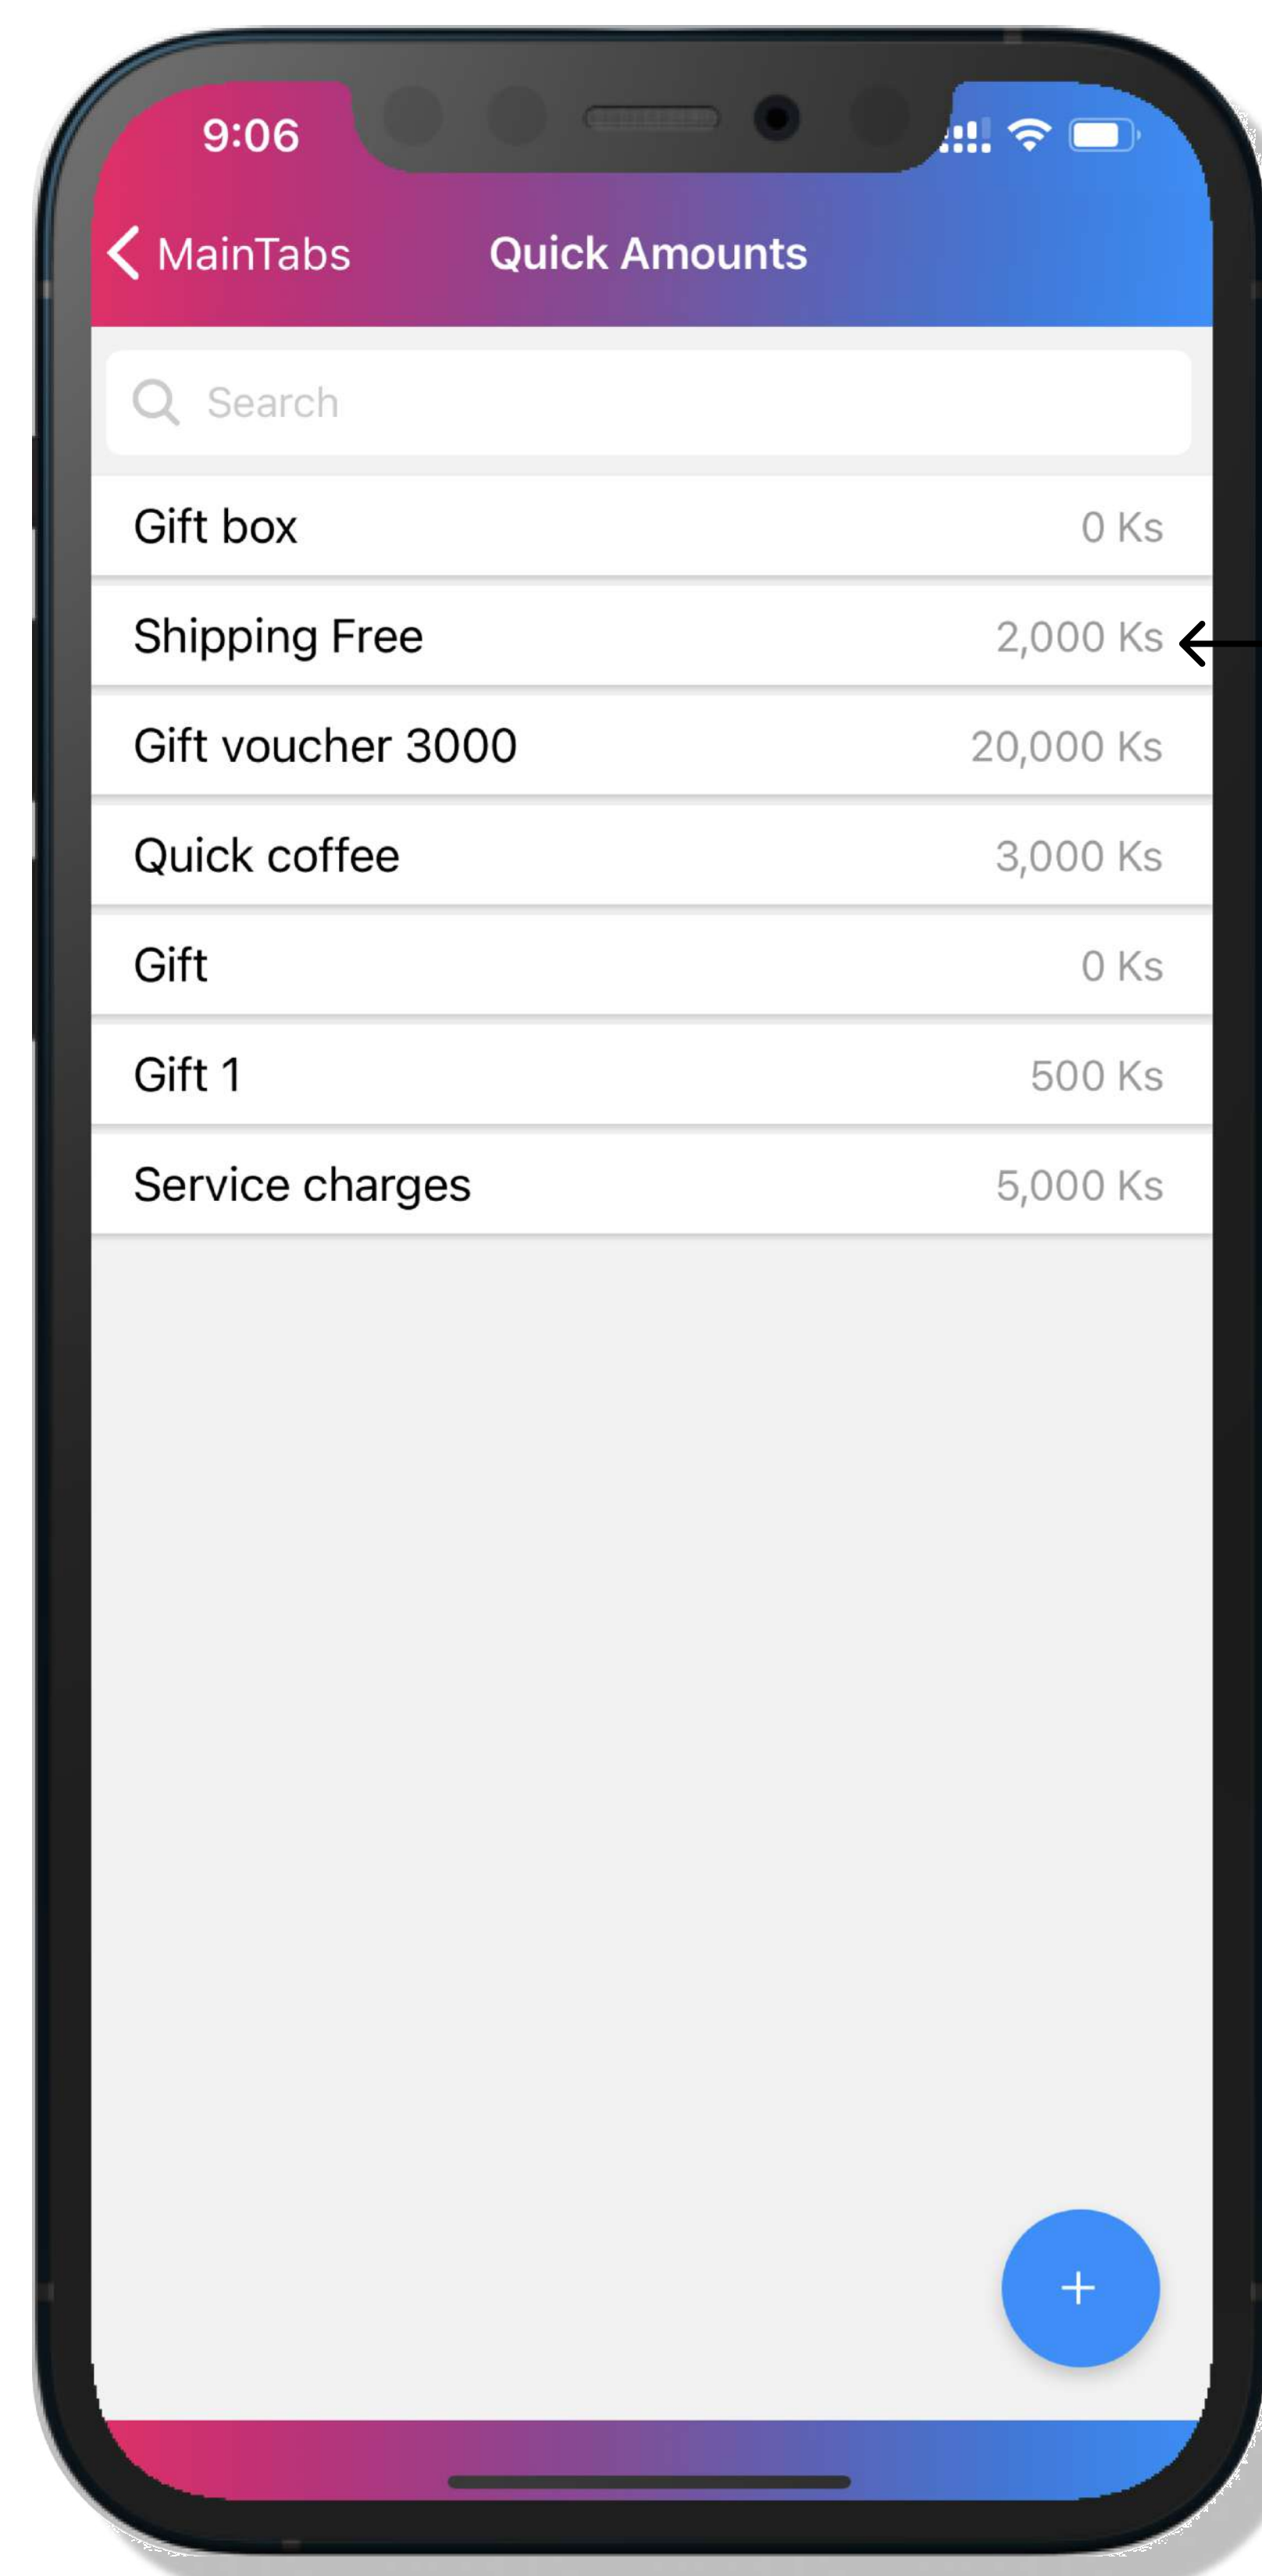 9:06
MainTabs
Quick Amounts
Search
Gift box 0 Ks
Shipping Free 2,000 Ks
Gift voucher 3000 20,000 Ks
Quick coffee 3,000 Ks
Gift 0 Ks
Gift 1 500 Ks
Service charges 5,000 Ks
+